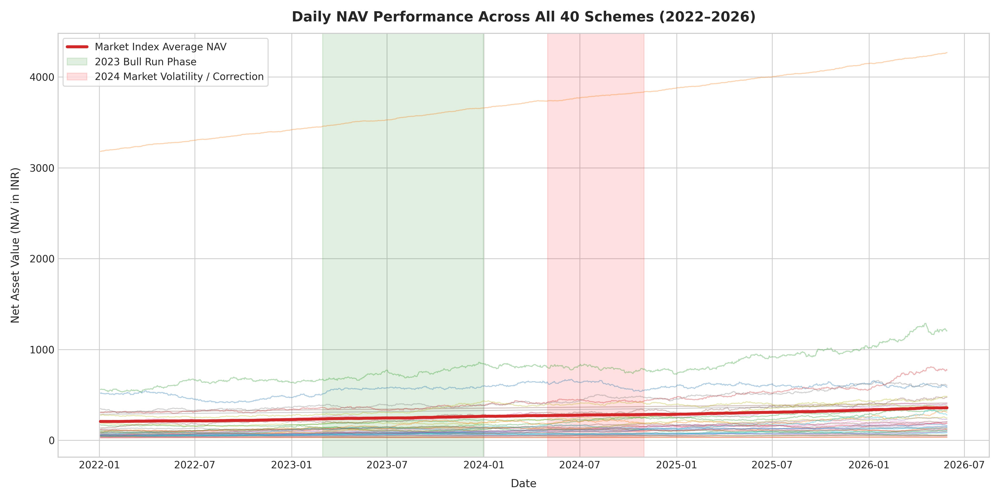 Daily NAV Performance Across All 40 Schemes (2022–2026)
Market Index Average NAV
2023 Bull Run Phase
2024 Market Volatility / Correction
Net Asset Value (NAV in INR)
4000
3000
2000
1000
0
2022-01 2022-07 2023-01 2023-07 2024-01 2024-07 2025-01 2025-07 2026-01 2026-07
Date